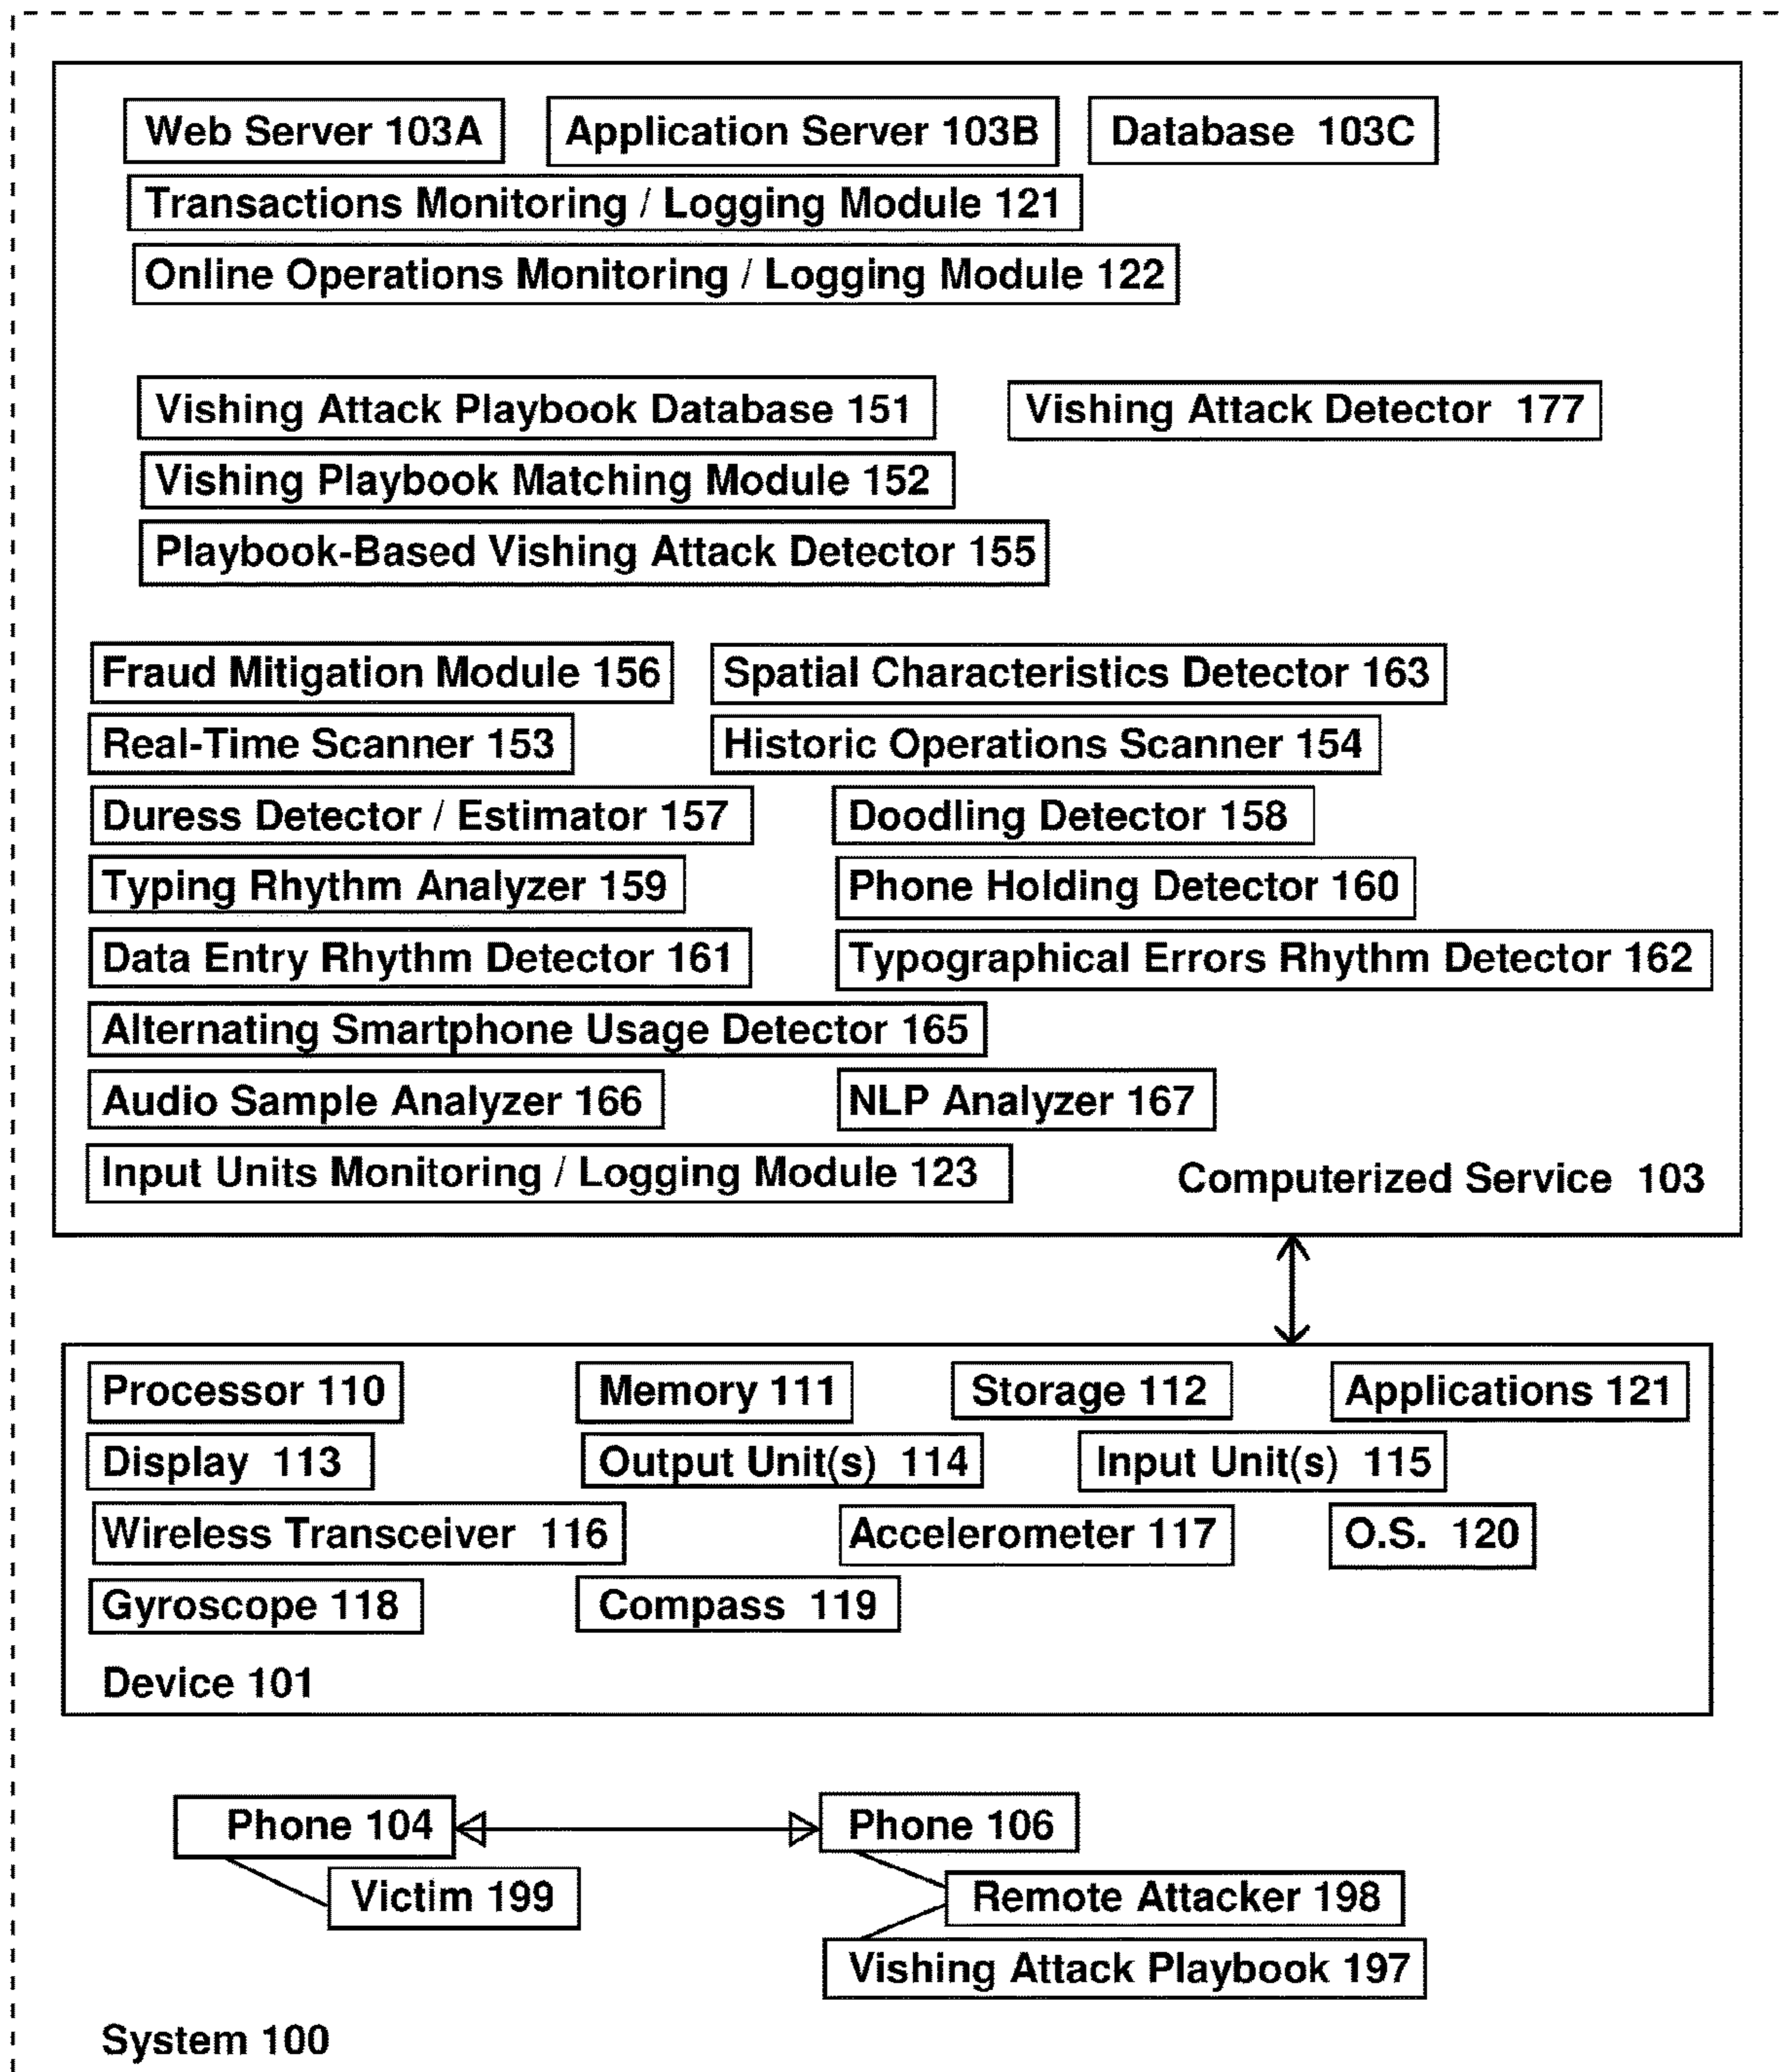 Web Server 103A Application Server 103B Database 103C
Transactions Monitoring / Logging Module 121
Online Operations Monitoring / Logging Module 122
Vishing Attack Playbook Database 151 Vishing Attack Detector 177
Vishing Playbook Matching Module 152
Playbook-Based Vishing Attack Detector 155
Fraud Mitigation Module 156 Spatial Characteristics Detector 163
Real-Time Scanner 153 Historic Operations Scanner 154
Duress Detector / Estimator 157 Doodling Detector 158
Typing Rhythm Analyzer 159 Phone Holding Detector 160
Data Entry Rhythm Detector 161 Typographical Errors Rhythm Detector 162
Alternating Smartphone Usage Detector 165
Audio Sample Analyzer 166 NLP Analyzer 167
Input Units Monitoring / Logging Module 123 Computerized Service 103
Processor 110 Memory 111 Storage 112 Applications 121
Display 113 Output Unit(s) 114 Input Unit(s) 115
Wireless Transceiver 116 Accelerometer 117 O.S. 120
Gyroscope 118 Compass 119
Device 101
Phone 104 Phone 106
Victim 199 Remote Attacker 198
Vishing Attack Playbook 197
System 100